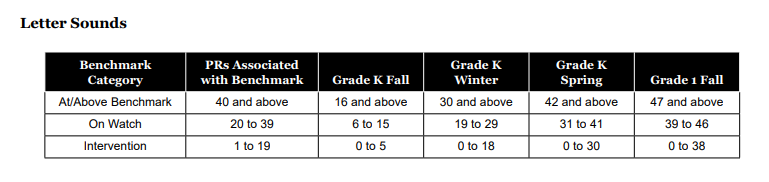 Letter Sounds
Benchmark Category PRs Associated with Benchmark Grade K Fall Grade K Winter Grade K Spring Grade 1 Fall
At/Above Benchmark 40 and above 16 and above 30 and above 42 and above 47 and above
On Watch 20 to 39 6 to 15 19 to 29 31 to 41 39 to 46
Intervention 1 to 19 0 to 5 0 to 18 0 to 30 0 to 38